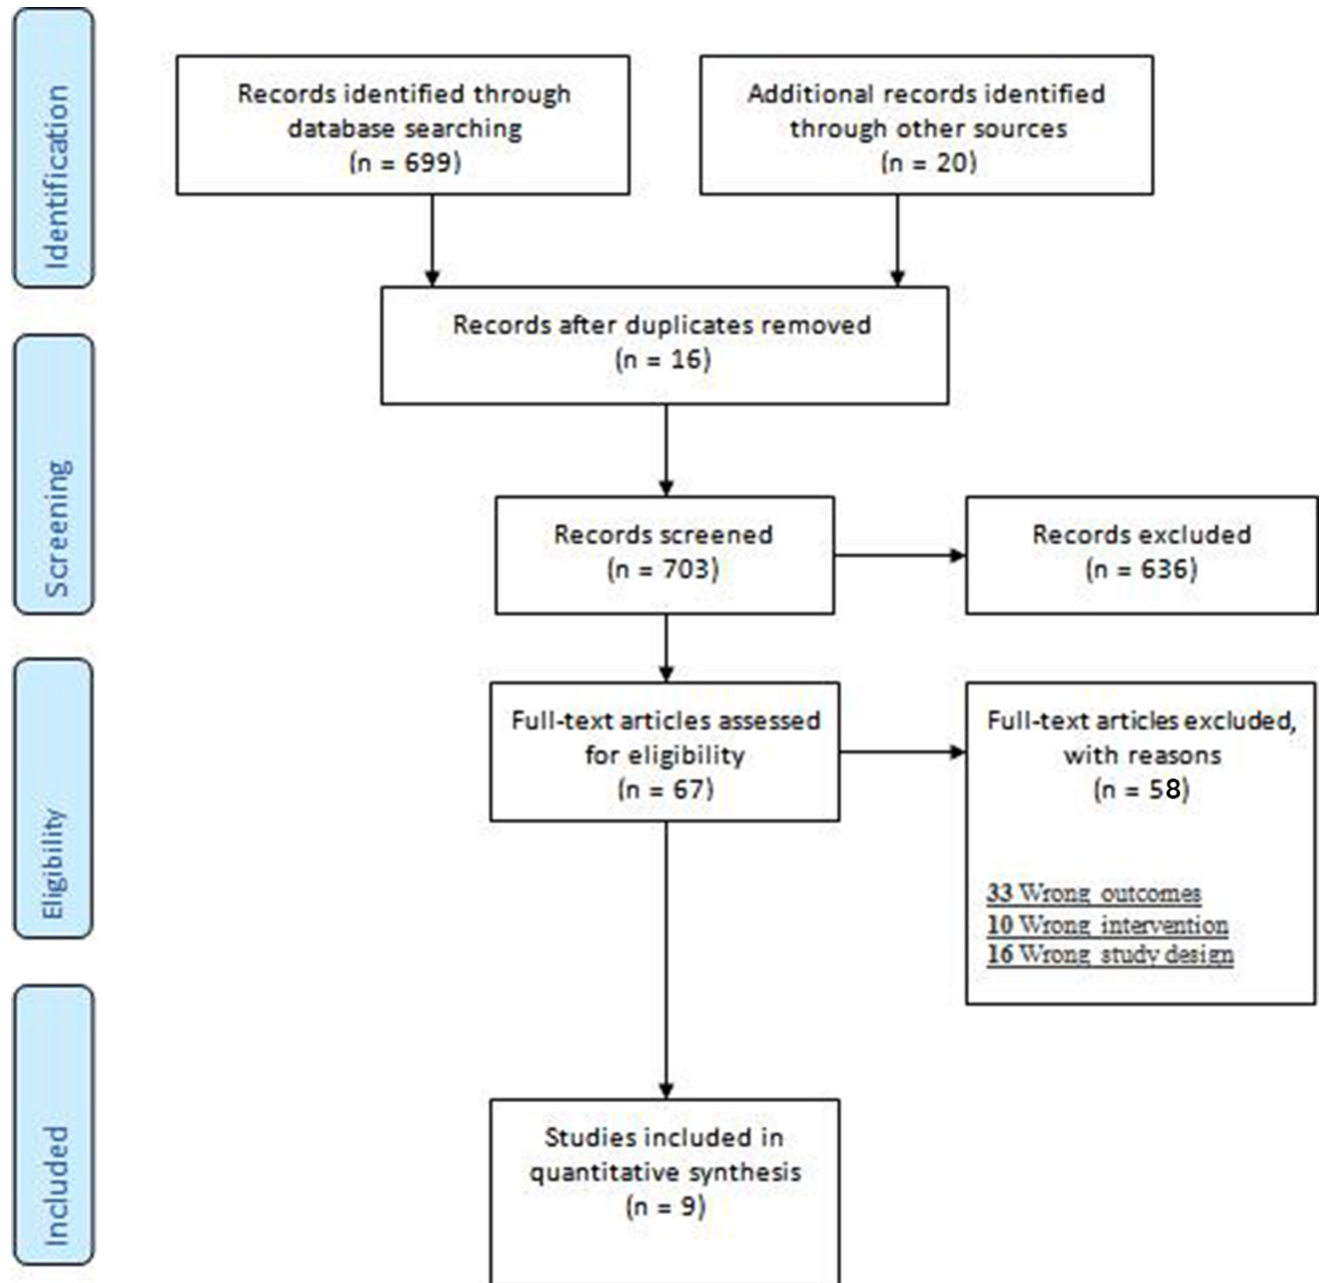 Identification
Records identified through
database searching
(n = 699)
Additional records identified
through other sources
(n = 20)
Records after duplicates removed
(n = 16)
Screening
Records screened
(n = 703)
Records excluded
(n = 636)
Eligibility
Full-text articles assessed
for eligibility
(n = 67)
Full-text articles excluded,
with reasons
(n = 58)
33 Wrong outcomes
10 Wrong intervention
16 Wrong study design
Included
Studies included in
quantitative synthesis
(n = 9)